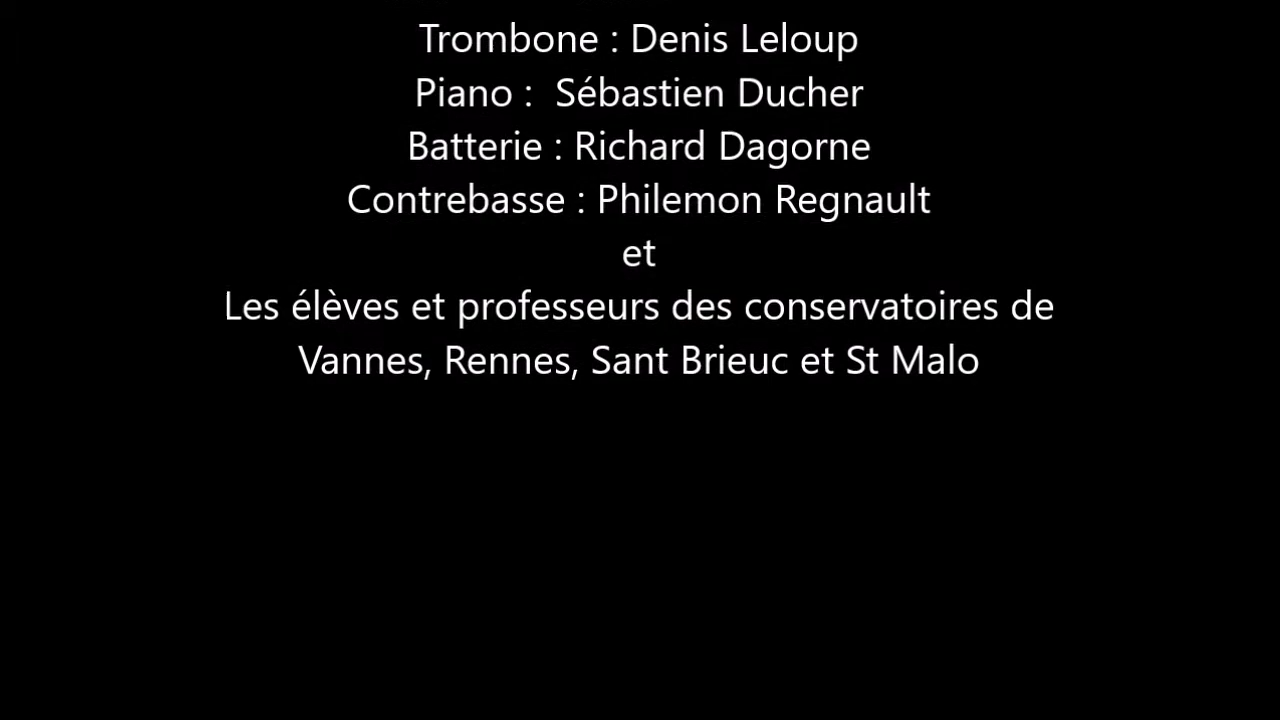 Trombone : Denis Leloup
Piano :  Sébastien Ducher
Batterie : Richard Dagorne
Contrebasse : Philemon Regnault
et
Les élèves et professeurs des conservatoires de
Vannes, Rennes, Sant Brieuc et St Malo